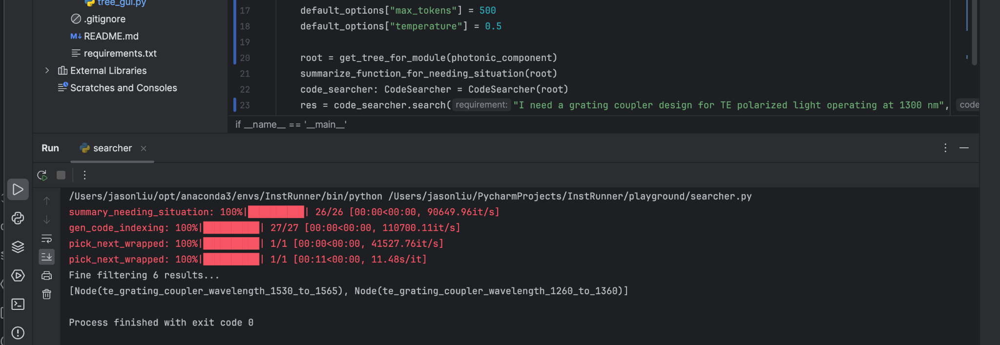 tree_gui.py
.gitignore
M↓ README.md
requirements.txt
External Libraries
Scratches and Consoles
17 default_options["max_tokens"] = 500
18 default_options["temperature"] = 0.5
19
20 root = get_tree_for_module(photonic_component)
21 summarize_function_for_needing_situation(root)
22 code_searcher: CodeSearcher = CodeSearcher(root)
23 res = code_searcher.search( requirement: "I need a grating coupler design for TE polarized light operating at 1300 nm", code
if __name__ == '__main__'
Run searcher
/Users/jasonliu/opt/anaconda3/envs/InstRunner/bin/python /Users/jasonliu/PycharmProjects/InstRunner/playground/searcher.py
summary_needing_situation: 100%|██████████| 26/26 [00:00<00:00, 90649.96it/s]
gen_code_indexing: 100%|██████████| 27/27 [00:00<00:00, 110700.11it/s]
pick_next_wrapped: 100%|██████████| 1/1 [00:00<00:00, 41527.76it/s]
pick_next_wrapped: 100%|██████████| 1/1 [00:11<00:00, 11.48s/it]
Fine filtering 6 results...
[Node(te_grating_coupler_wavelength_1530_to_1565), Node(te_grating_coupler_wavelength_1260_to_1360)]
Process finished with exit code 0